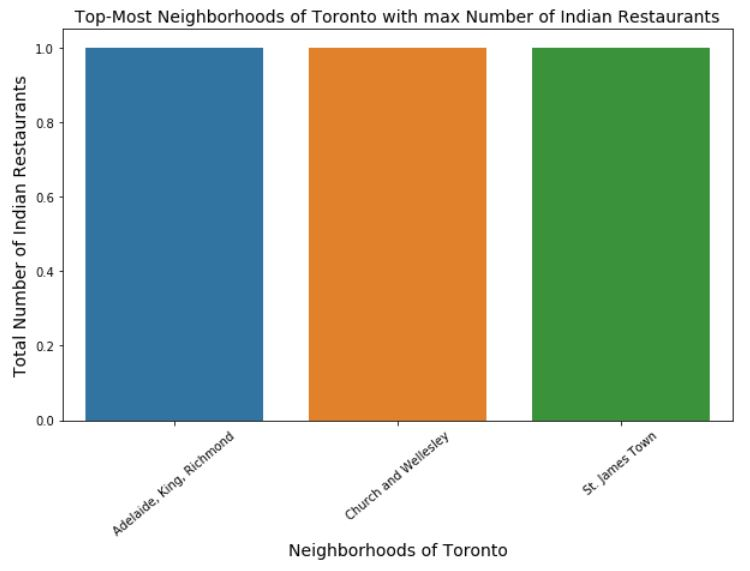 Top-Most Neighborhoods of Toronto with max Number of Indian Restaurants
Total Number of Indian Restaurants
1.0
0.8
0.6
0.4
0.2
0.0
Adelaide, King, Richmond
Church and Wellesley
St. James Town
Neighborhoods of Toronto